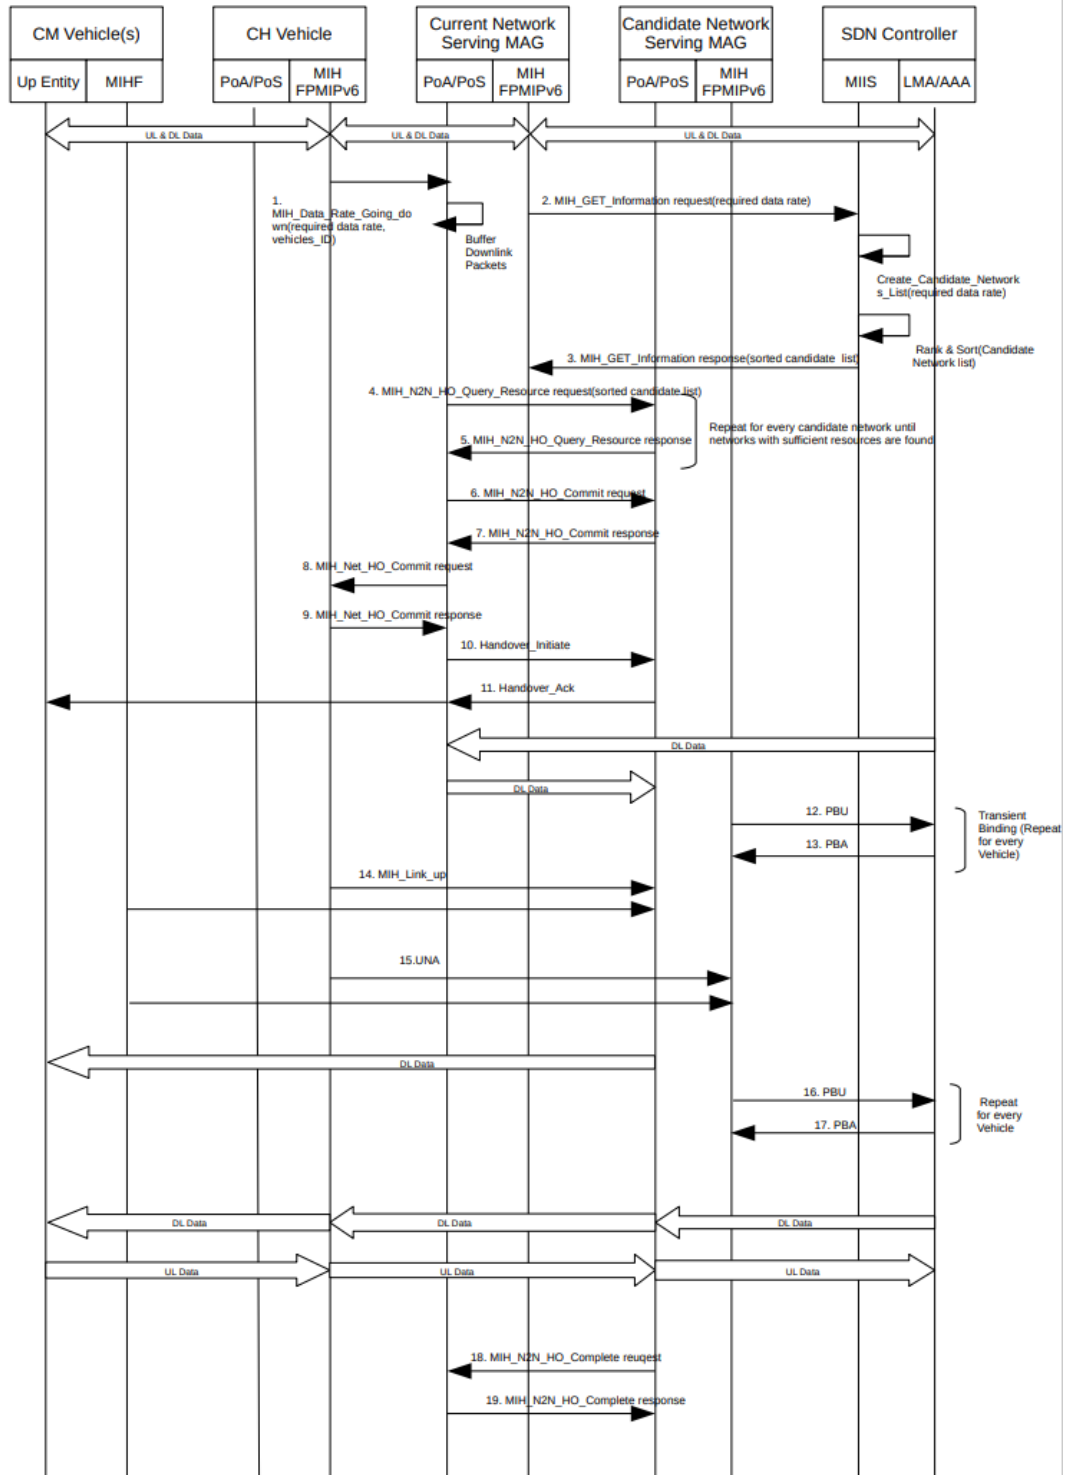 CM Vehicle(s)
CH Vehicle
Current Network
Serving MAG
Candidate Network
Serving MAG
SDN Controller
Up Entity
MIHF
PoA/PoS
MIH
FPMIPv6
PoA/PoS
MIH
FPMIPv6
PoA/PoS
MIH
FPMIPv6
MIIS
LMA/AAA
UL & DL Data
UL & DL Data
UL & DL Data
1.
MIH_Data_Rate_Going_do
wn(required data rate,
vehicles_ID)
Buffer
Downlink
Packets
2. MIH_GET_Information request(required data rate)
Create_Candidate_Network
s_List(required data rate)
Rank & Sort(Candidate
Network list)
3. MIH_GET_Information response(sorted candidate list)
4. MIH_N2N_HO_Query_Resource request(sorted candidate list)
Repeat for every candidate network until
networks with sufficient resources are found
5. MIH_N2N_HO_Query_Resource response
6. MIH_N2N_HO_Commit request
7. MIH_N2N_HO_Commit response
8. MIH_Net_HO_Commit request
9. MIH_Net_HO_Commit response
10. Handover_Initiate
11. Handover_Ack
DL Data
DL Data
12. PBU
13. PBA
Transient
Binding (Repeat
for every
Vehicle)
14. MIH_Link_up
15.UNA
DL Data
16. PBU
17. PBA
Repeat
for every
Vehicle
DL Data
DL Data
DL Data
UL Data
UL Data
UL Data
18. MIH_N2N_HO_Complete reuqest
19. MIH_N2N_HO_Complete response